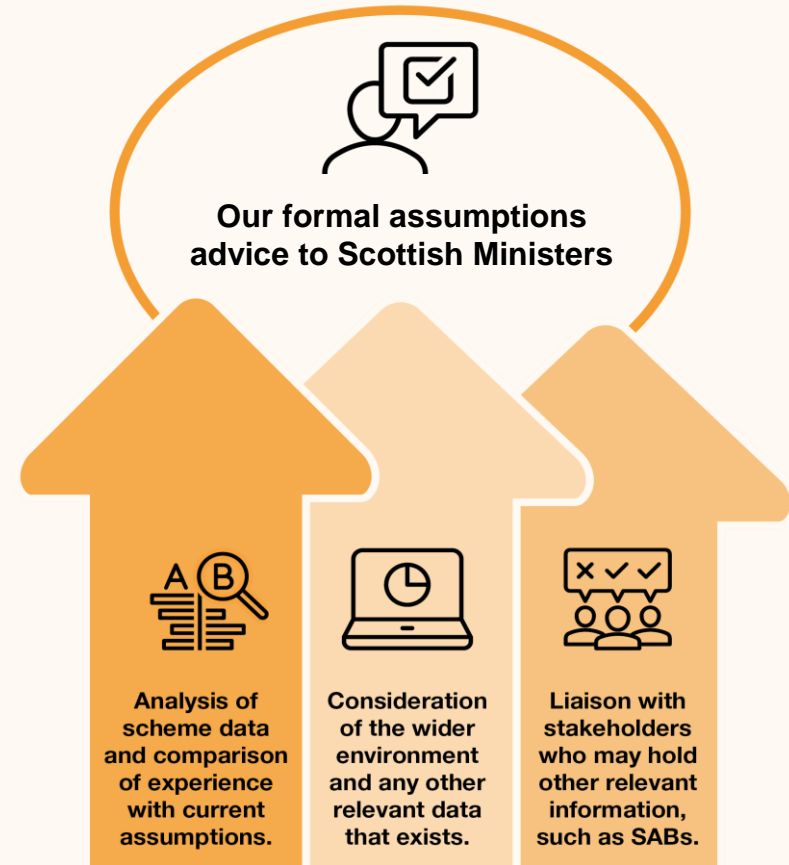 Our formal assumptions
advice to Scottish Ministers
A B
Analysis of
scheme data
and comparison
of experience
with current
assumptions.
Consideration
of the wider
environment
and any other
relevant data
that exists.
Liaison with
stakeholders
who may hold
other relevant
information,
such as SABs.